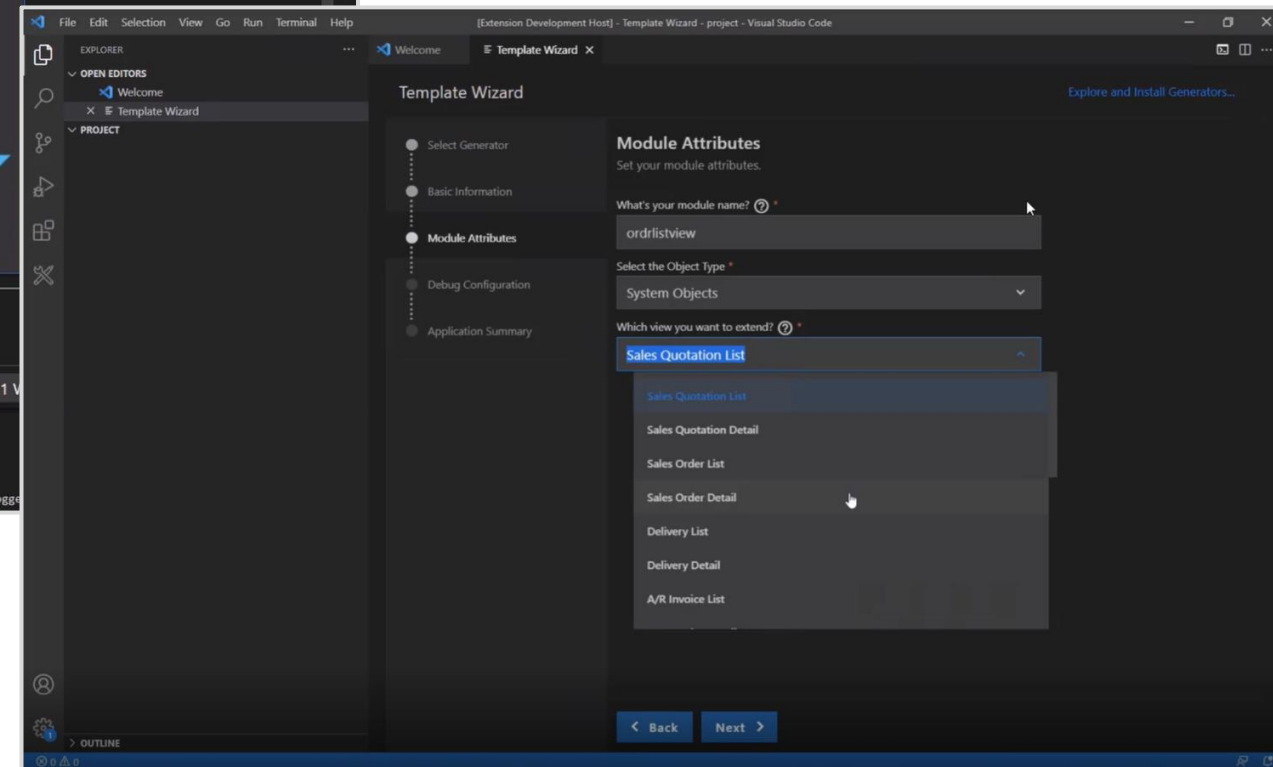 File Edit Selection View Go Run Terminal Help
[Extension Development Host] - Template Wizard - project - Visual Studio Code
EXPLORER
OPEN EDITORS
Welcome
Template Wizard
PROJECT
OUTLINE
Welcome
Template Wizard
Template Wizard
Explore and Install Generators...
Select Generator
Basic Information
Module Attributes
Debug Configuration
Application Summary
Module Attributes
Set your module attributes.
What's your module name? *
ordrlistview
Select the Object Type *
System Objects
Which view you want to extend? *
Sales Quotation List
Sales Quotation List
Sales Quotation Detail
Sales Order List
Sales Order Detail
Delivery List
Delivery Detail
A/R Invoice List
Back
Next
1
0 0